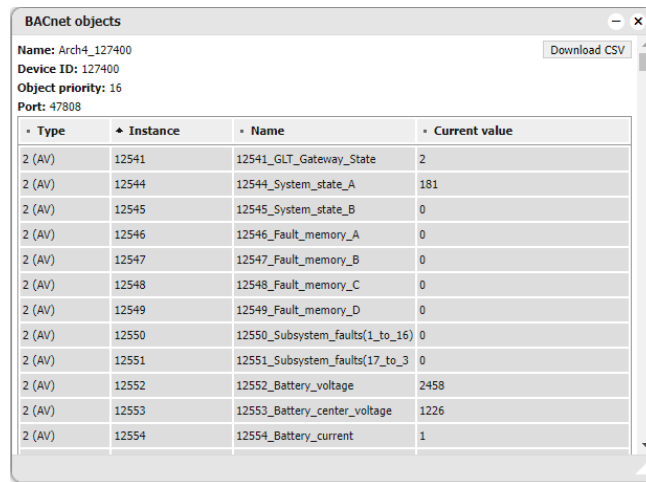 BACnet objects
Name: Arch4_127400
Download CSV
Device ID: 127400
Object priority: 16
Port: 47808
Type Instance Name Current value
2 (AV) 12541 12541_GLT_Gateway_State 2
2 (AV) 12544 12544_System_state_A 181
2 (AV) 12545 12545_System_state_B 0
2 (AV) 12546 12546_Fault_memory_A 0
2 (AV) 12547 12547_Fault_memory_B 0
2 (AV) 12548 12548_Fault_memory_C 0
2 (AV) 12549 12549_Fault_memory_D 0
2 (AV) 12550 12550_Subsystem_faults(1_to_16) 0
2 (AV) 12551 12551_Subsystem_faults(17_to_3 0
2 (AV) 12552 12552_Battery_voltage 2458
2 (AV) 12553 12553_Battery_center_voltage 1226
2 (AV) 12554 12554_Battery_current 1